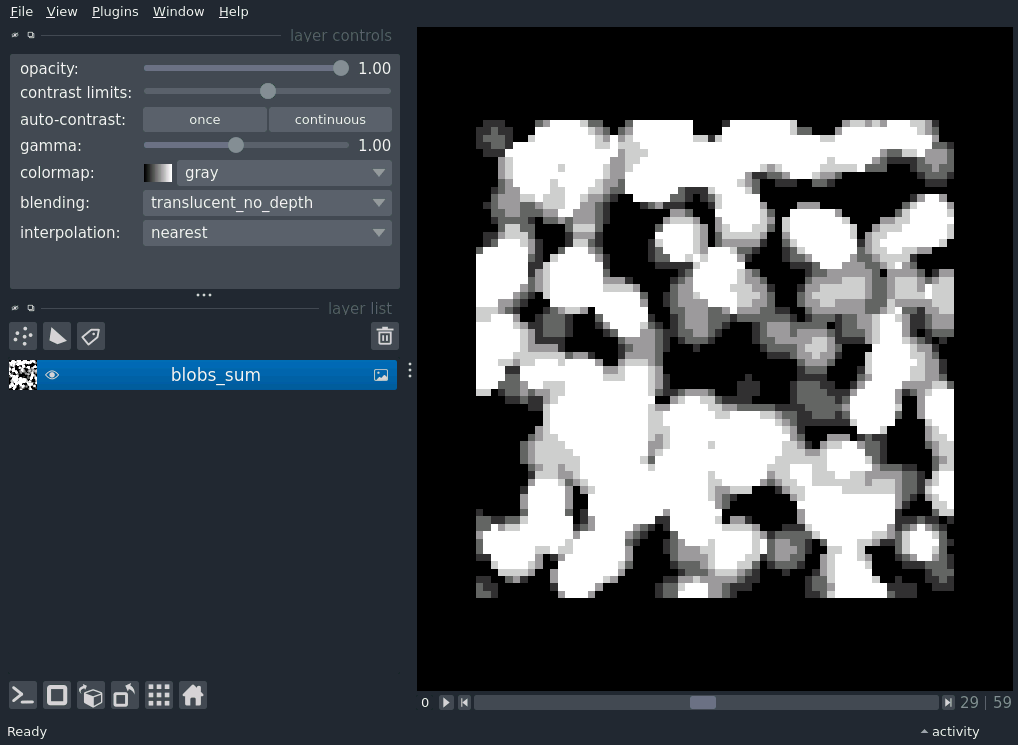 File View Plugins Window Help
layer controls
opacity: 1.00
contrast limits:
auto-contrast: once continuous
gamma: 1.00
colormap: gray
blending: translucent_no_depth
interpolation: nearest
layer list
blobs_sum
0 29 | 59
Ready activity